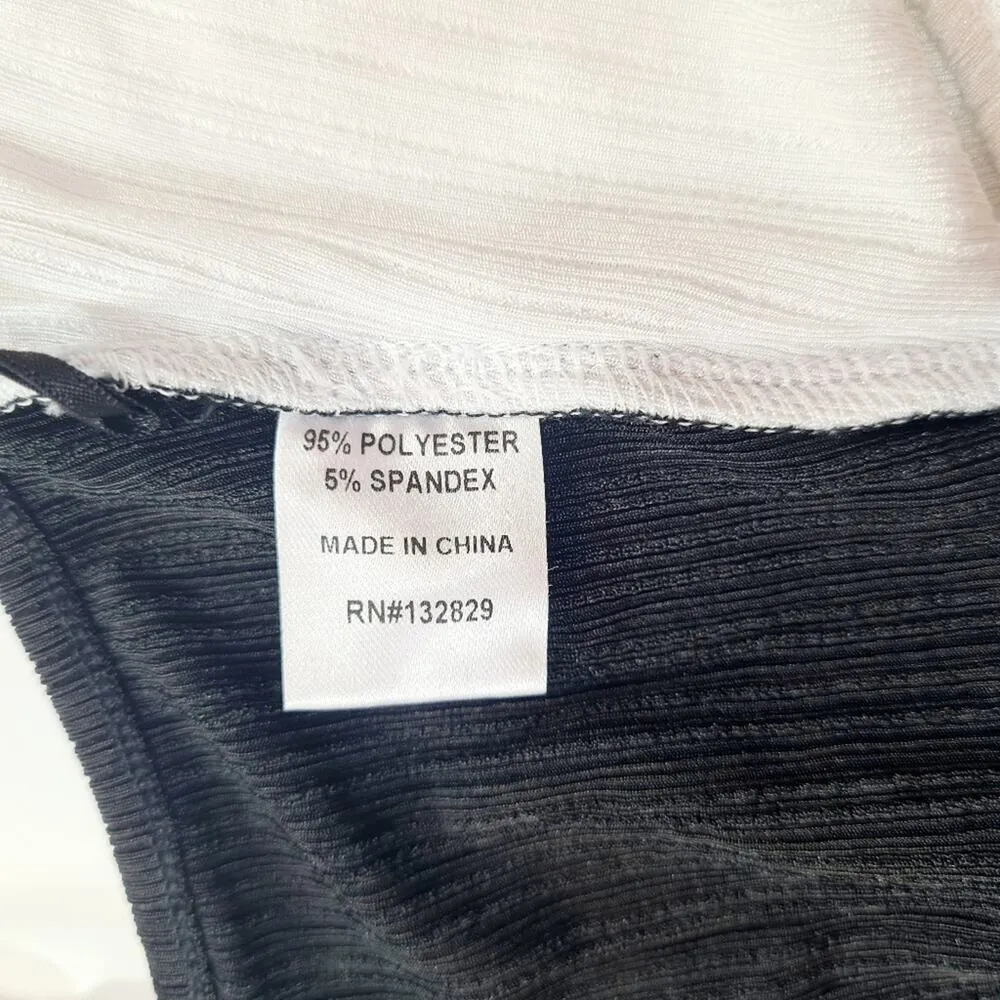 95% POLYESTER
5% SPANDEX
MADE IN CHINA
RN#132829